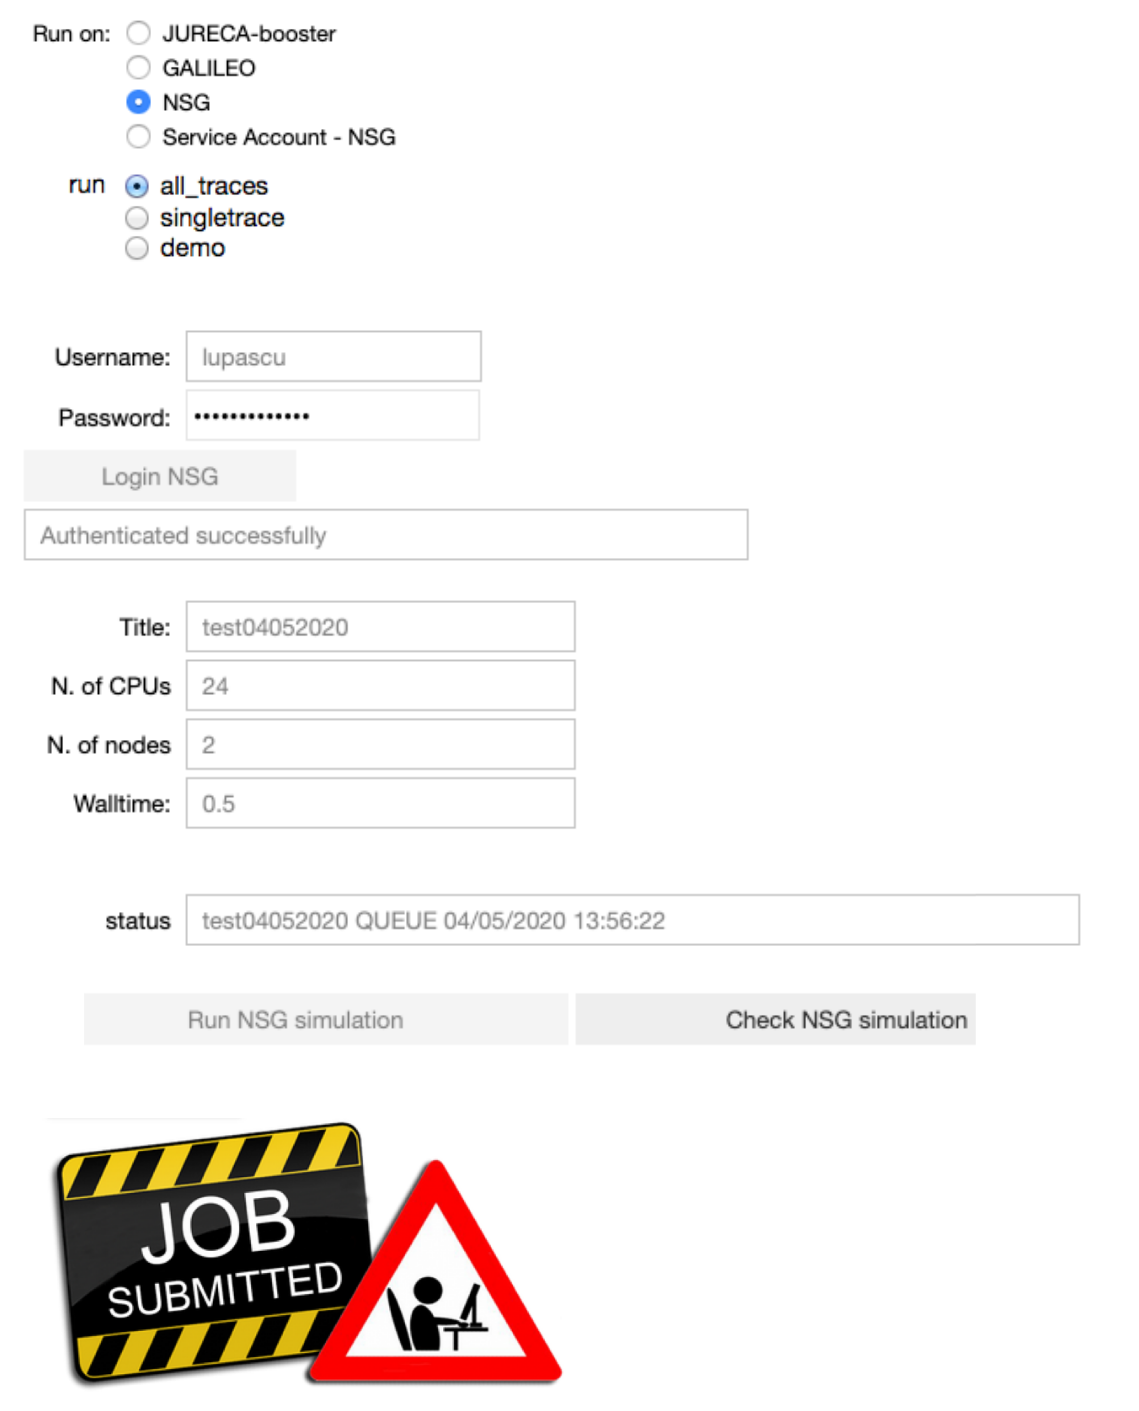 Run on: JURECA-booster
GALILEO
NSG
Service Account - NSG
run all_traces
singletrace
demo
Username: lupascu
Password: •••••••••••••
Login NSG
Authenticated successfully
Title: test04052020
N. of CPUs 24
N. of nodes 2
Walltime: 0.5
status test04052020 QUEUE 04/05/2020 13:56:22
Run NSG simulation Check NSG simulation
JOB
SUBMITTED